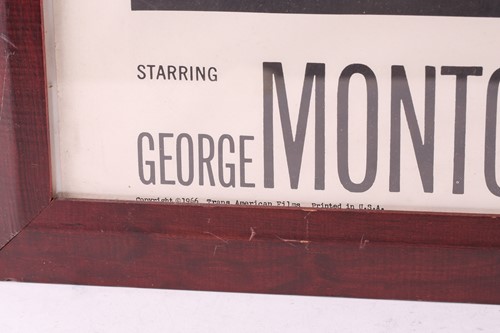 STARRING
GEORGE MONTO
Copyright ©1966 Trans American Films Printed in U.S.A.